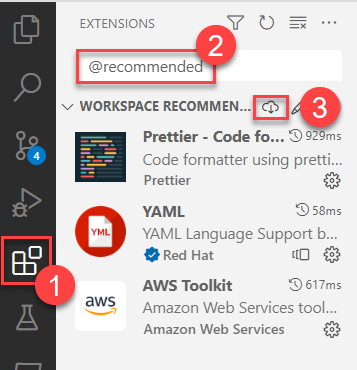 EXTENSIONS
2
@recommended
WORKSPACE RECOMMEN...
3
Prettier - Code fo... 929ms
Code formatter using pretti...
Prettier
4
YAML 58ms
YML
YAML Language Support b...
Red Hat
1
AWS Toolkit 617ms
aws
Amazon Web Services tool...
Amazon Web Services